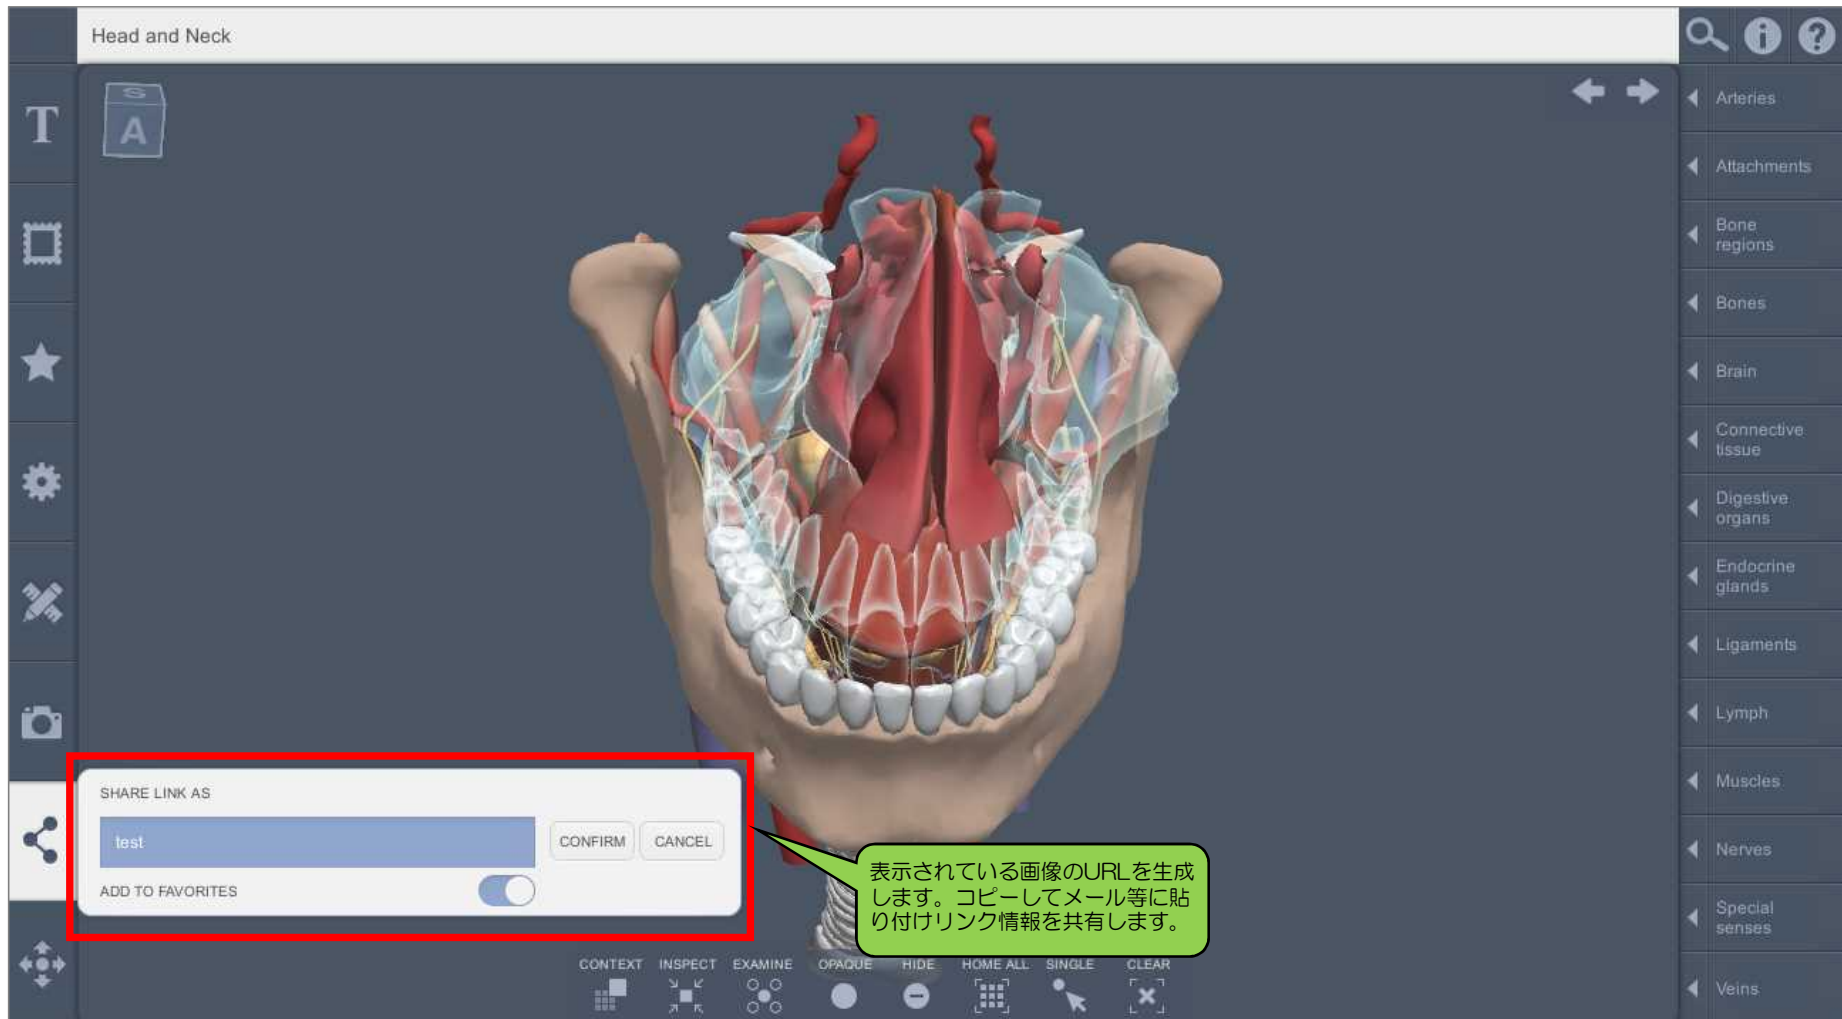 Head and Neck
T
S
A
Arteries
Attachments
Bone
regions
Bones
Brain
Connective
tissue
Digestive
organs
Endocrine
glands
Ligaments
Lymph
Muscles
Nerves
Special
senses
Veins
SHARE LINK AS
test
CONFIRM
CANCEL
ADD TO FAVORITES
表示されている画像のURLを生成
します。コピーしてメール等に貼
り付けリンク情報を共有します。
CONTEXT INSPECT EXAMINE OPAQUE HIDE HOME ALL SINGLE CLEAR